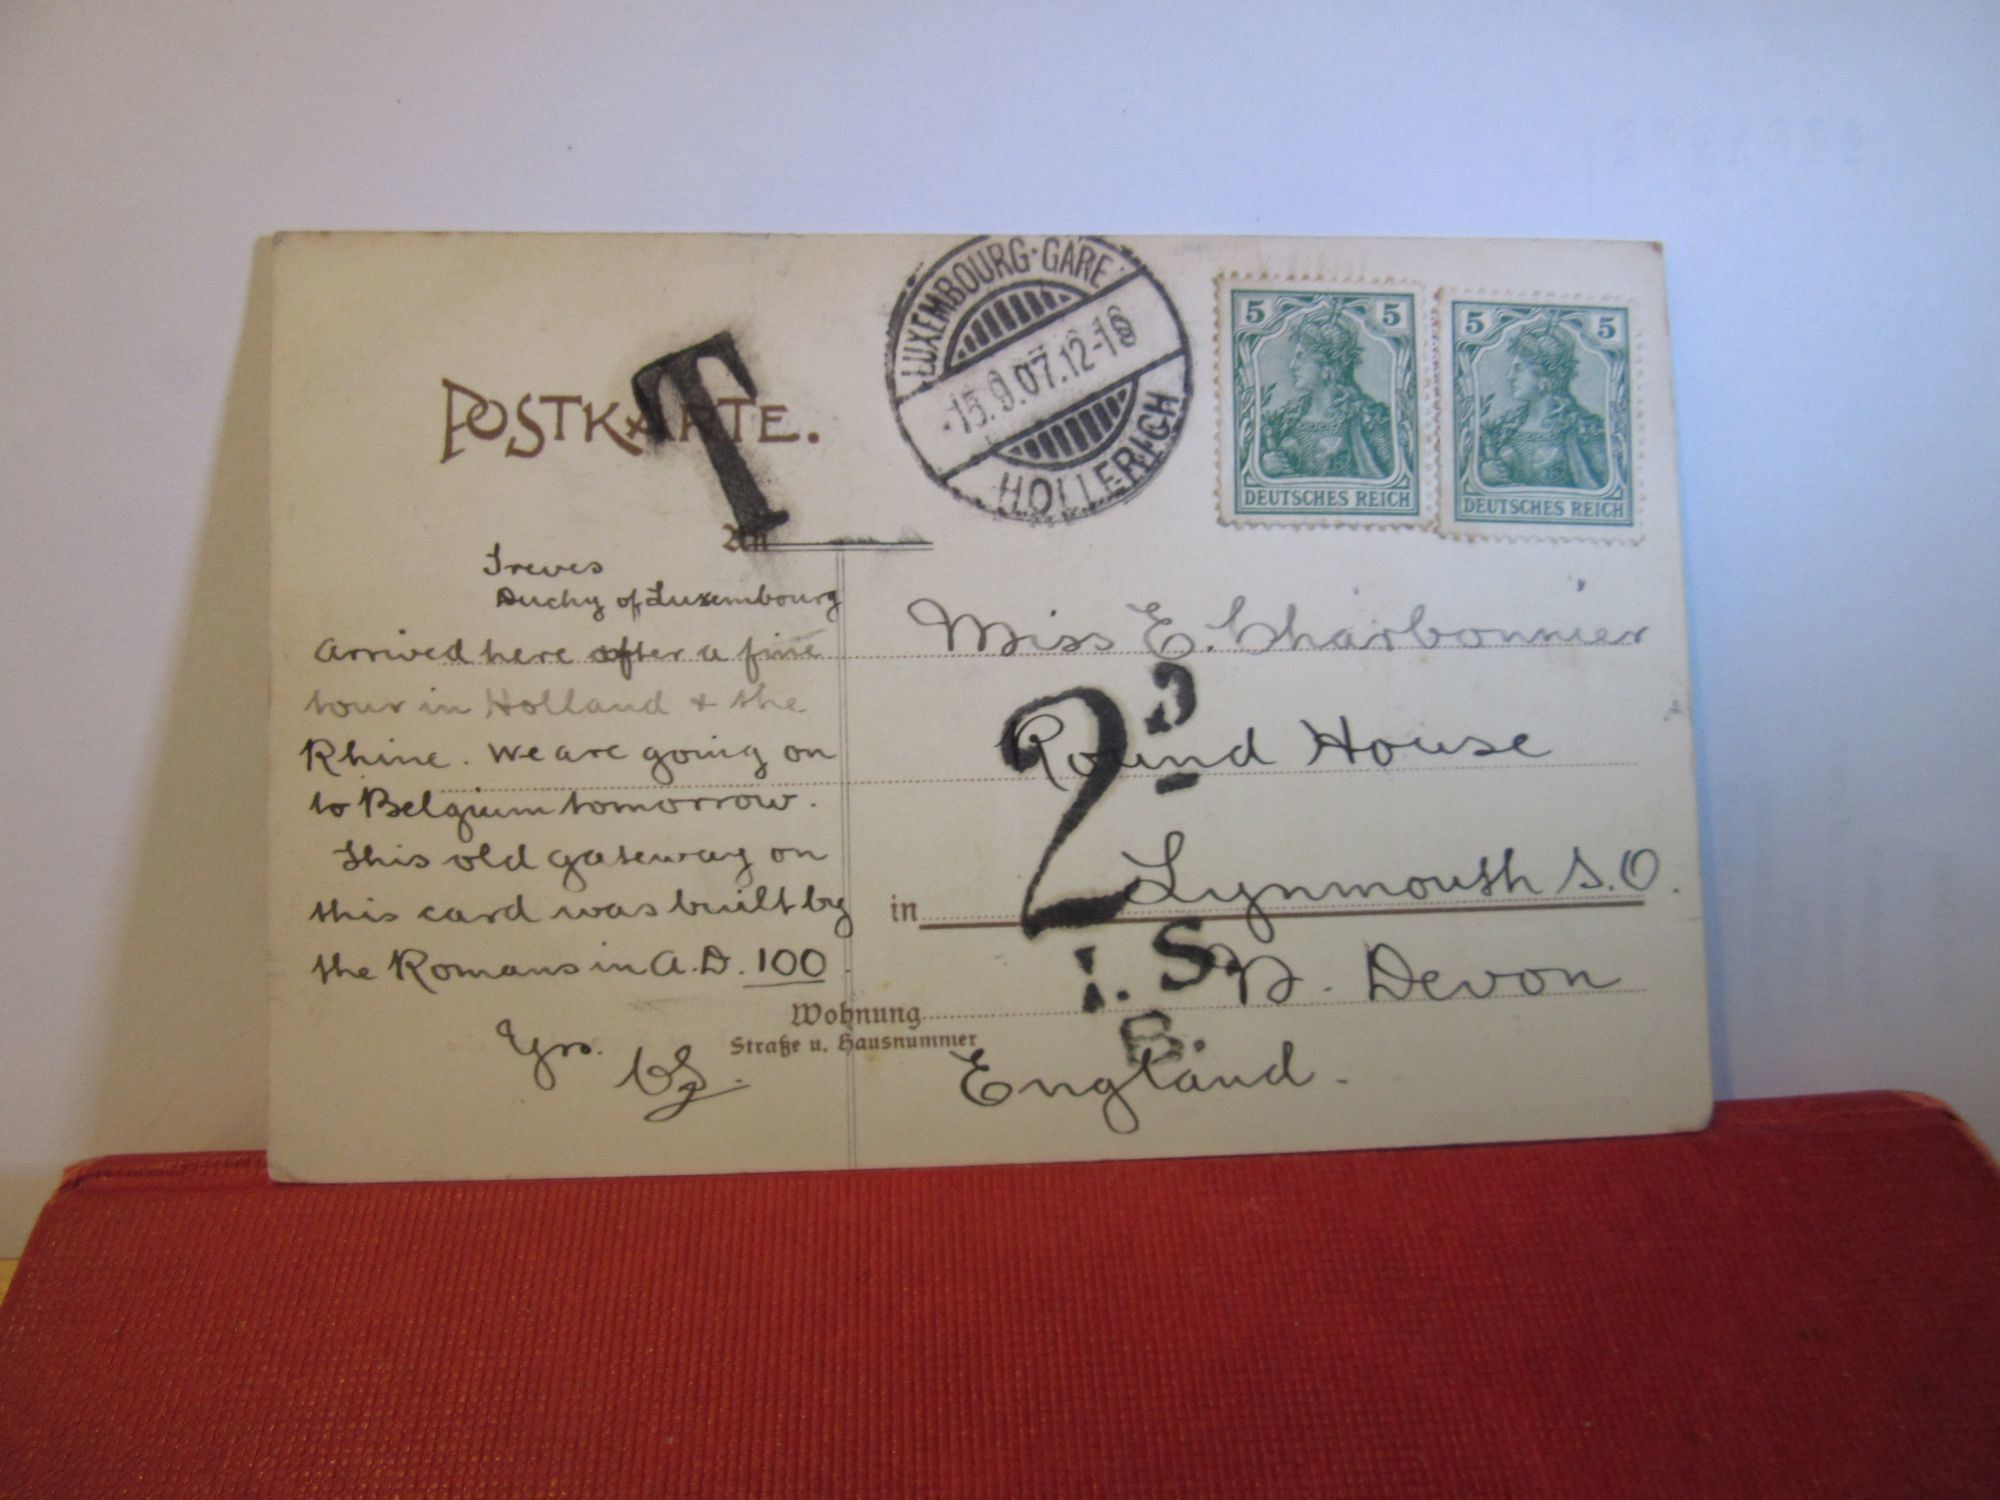 LUXEMBOURG-GARE
15.9.07.12-1
HOLLERICH
5 5
DEUTSCHES REICH
5 5
DEUTSCHES REICH
POSTKARTE.
T
An
Treves
Duchy of Luxembourg
Arrived here after a fine
tour in Holland & the
Rhine. We are going on
to Belgium tomorrow.
This old gateway on
this card was built by
the Romans in A.D. 100.
Yrs.
Miss E. Charbonnier
Round House
in Lynmouth S.O.
N. Devon
England.
Wohnung
Straße u. Hausnummer
2D
I.S.
B.